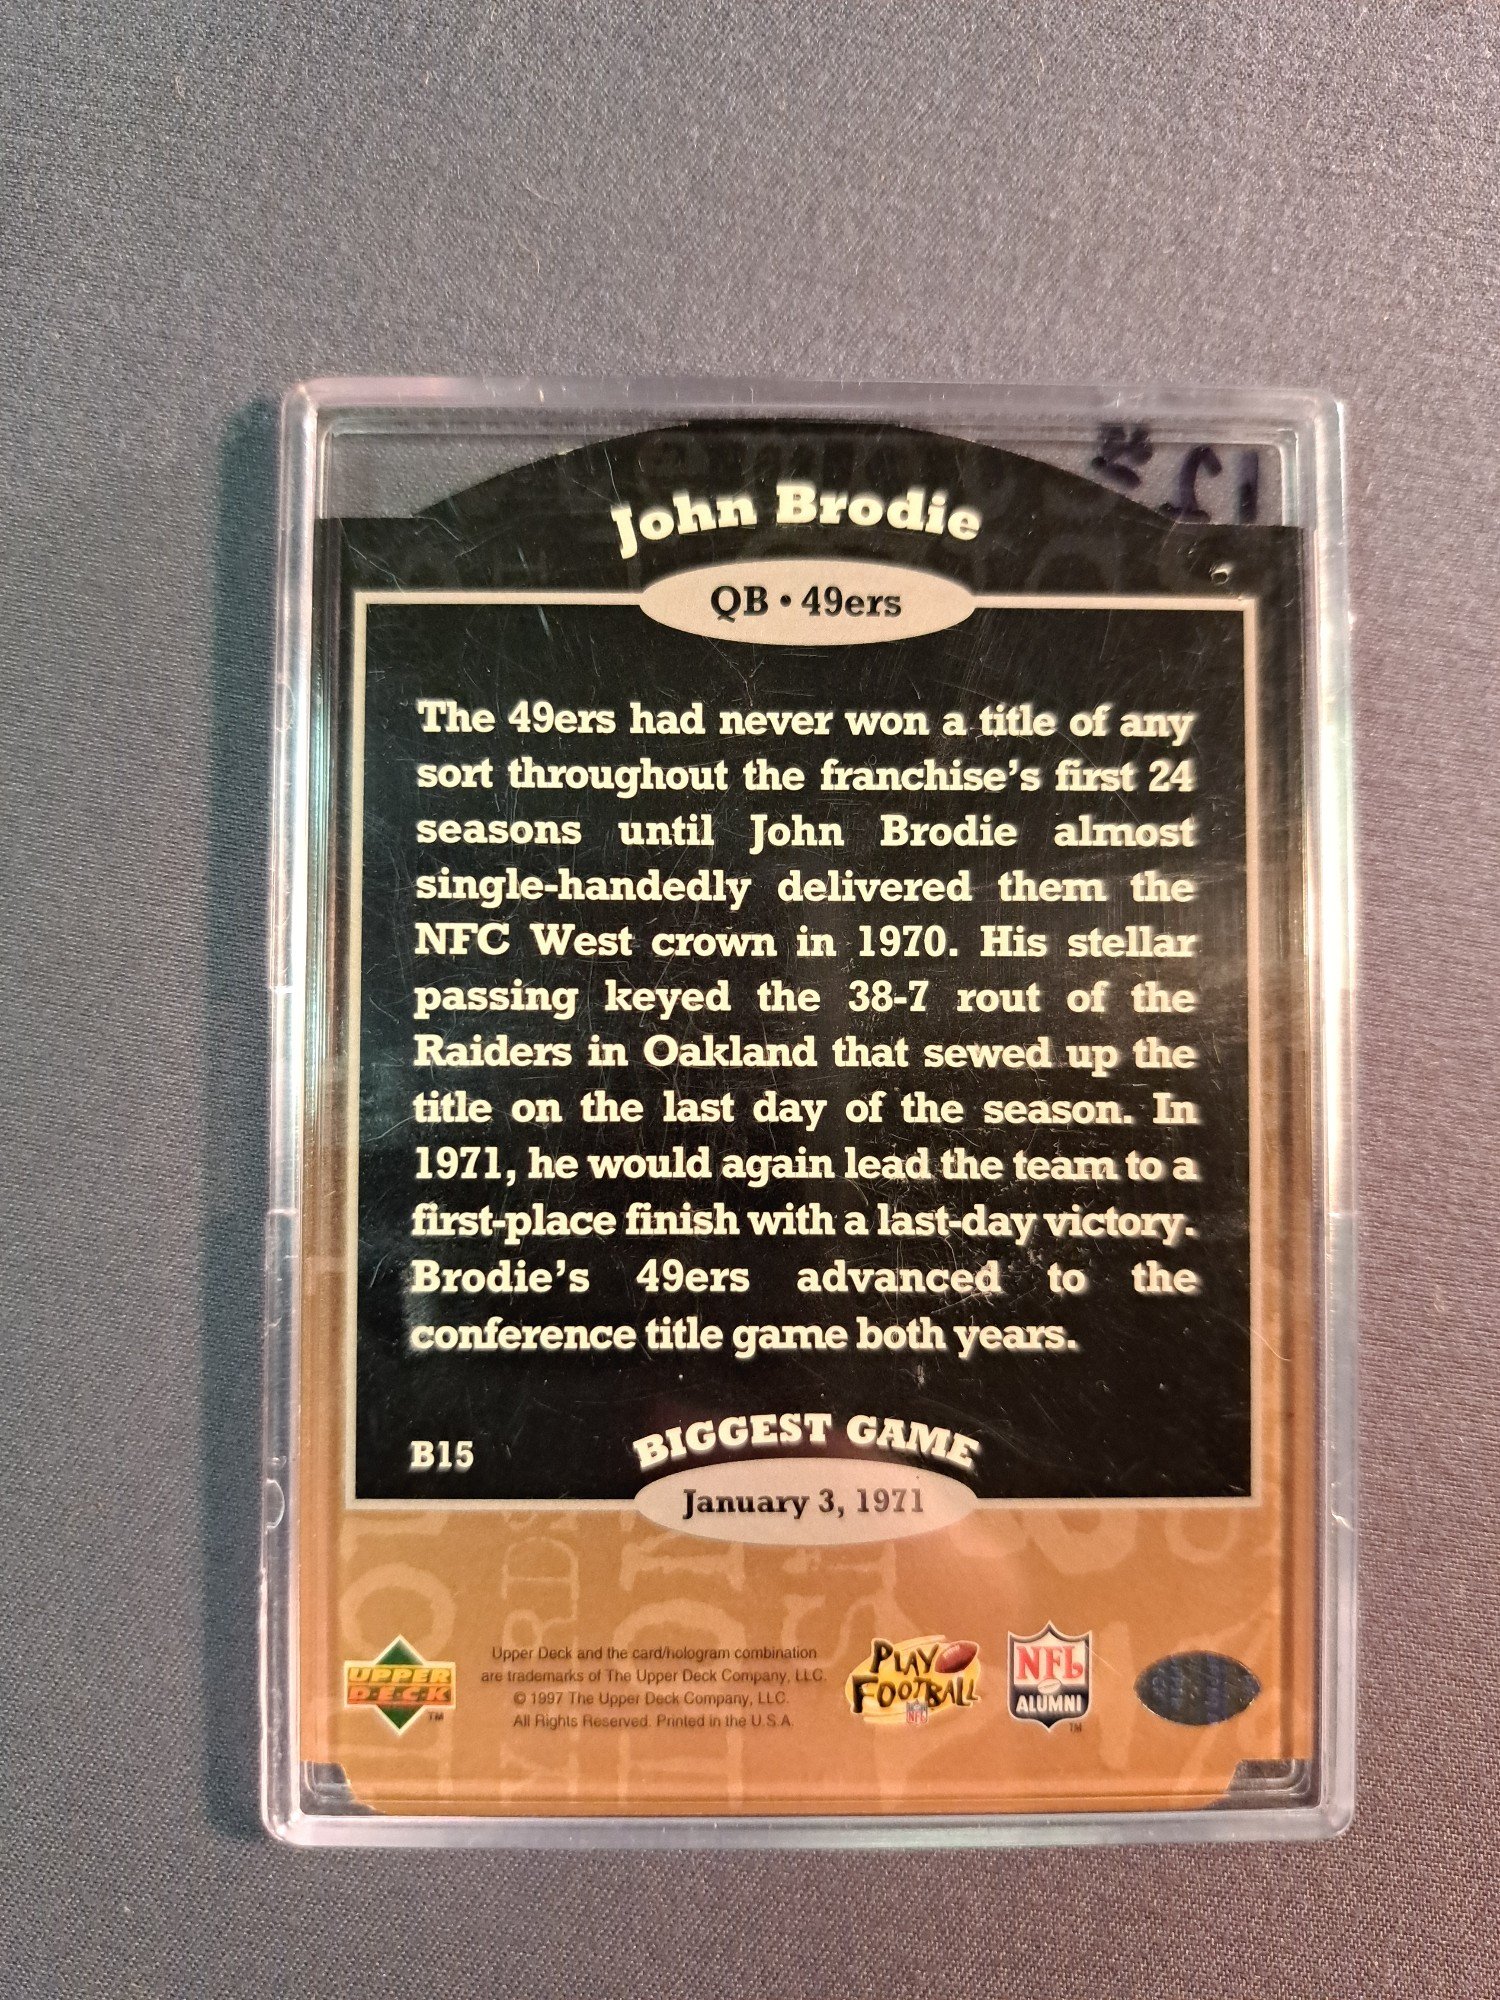 John Brodie
QB • 49ers
The 49ers had never won a title of any
sort throughout the franchise's first 24
seasons until John Brodie almost
single-handedly delivered them the
NFC West crown in 1970. His stellar
passing keyed the 38-7 rout of the
Raiders in Oakland that sewed up the
title on the last day of the season. In
1971, he would again lead the team to a
first-place finish with a last-day victory.
Brodie's 49ers advanced to the
conference title game both years.
B15
BIGGEST GAME
January 3, 1971
UPPER
DECK
TM
Upper Deck and the card/hologram combination
are trademarks of The Upper Deck Company, LLC.
© 1997 The Upper Deck Company, LLC.
All Rights Reserved. Printed in the U.S.A.
PLAY
FOOTBALL
NFL
NFL
ALUMNI
TM